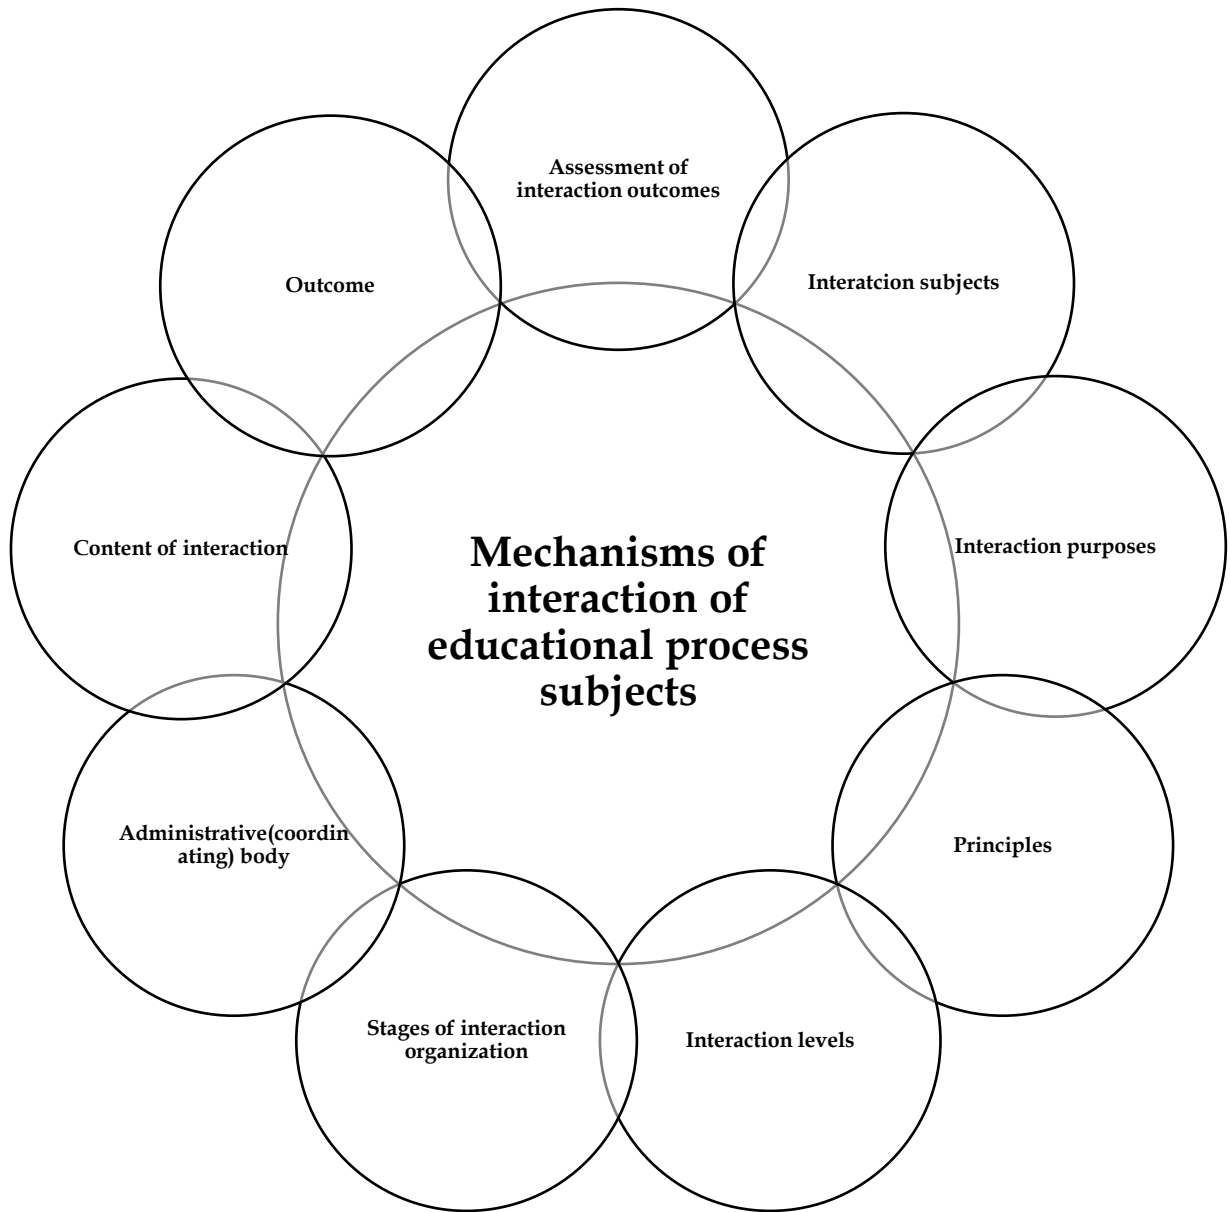 Assessment of
interaction outcomes
Interatcion subjects
Outcome
Interaction purposes
Content of interaction
Mechanisms of
interaction of
educational process
subjects
Principles
Administrative(coordin
ating) body
Stages of interaction
organization
Interaction levels